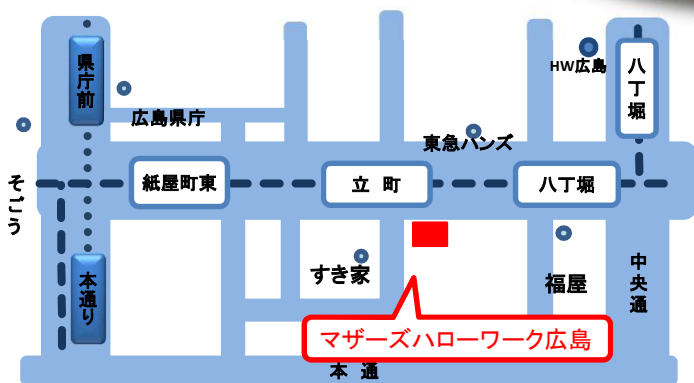 県庁前
広島県庁
HW広島
八丁堀
東急ハンズ
そごう
紙屋町東
立 町
八丁堀
本通り
すき家
福屋
中央通
マザーズハローワーク広島
本 通